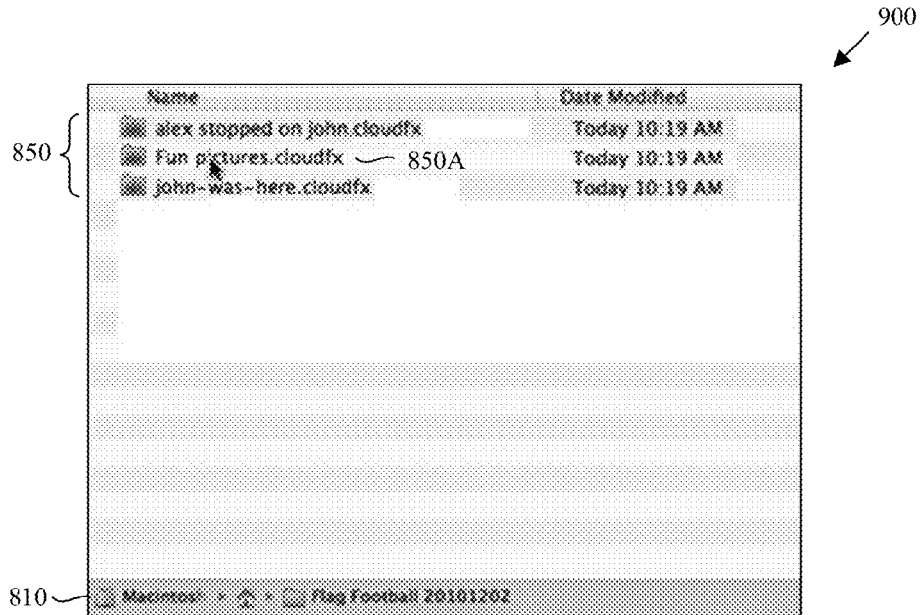 900
Name Date Modified
850 alex stopped on john.cloudfx Today 10:19 AM
Fun pictures.cloudfx 850A Today 10:19 AM
john-was-here.cloudfx Today 10:19 AM
810 Macintosh Flag Football 20101202